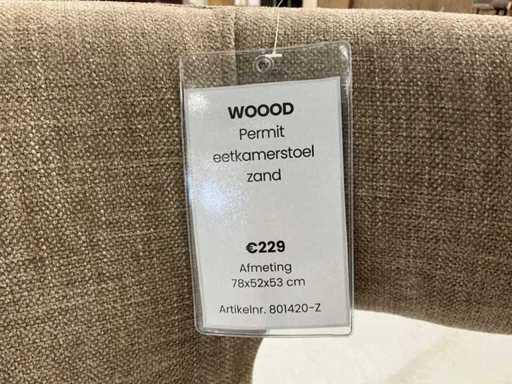 WOOOD
Permit
eetkamerstoel
zand
€229
Afmeting
78x52x53 cm
Artikelnr. 801420-Z